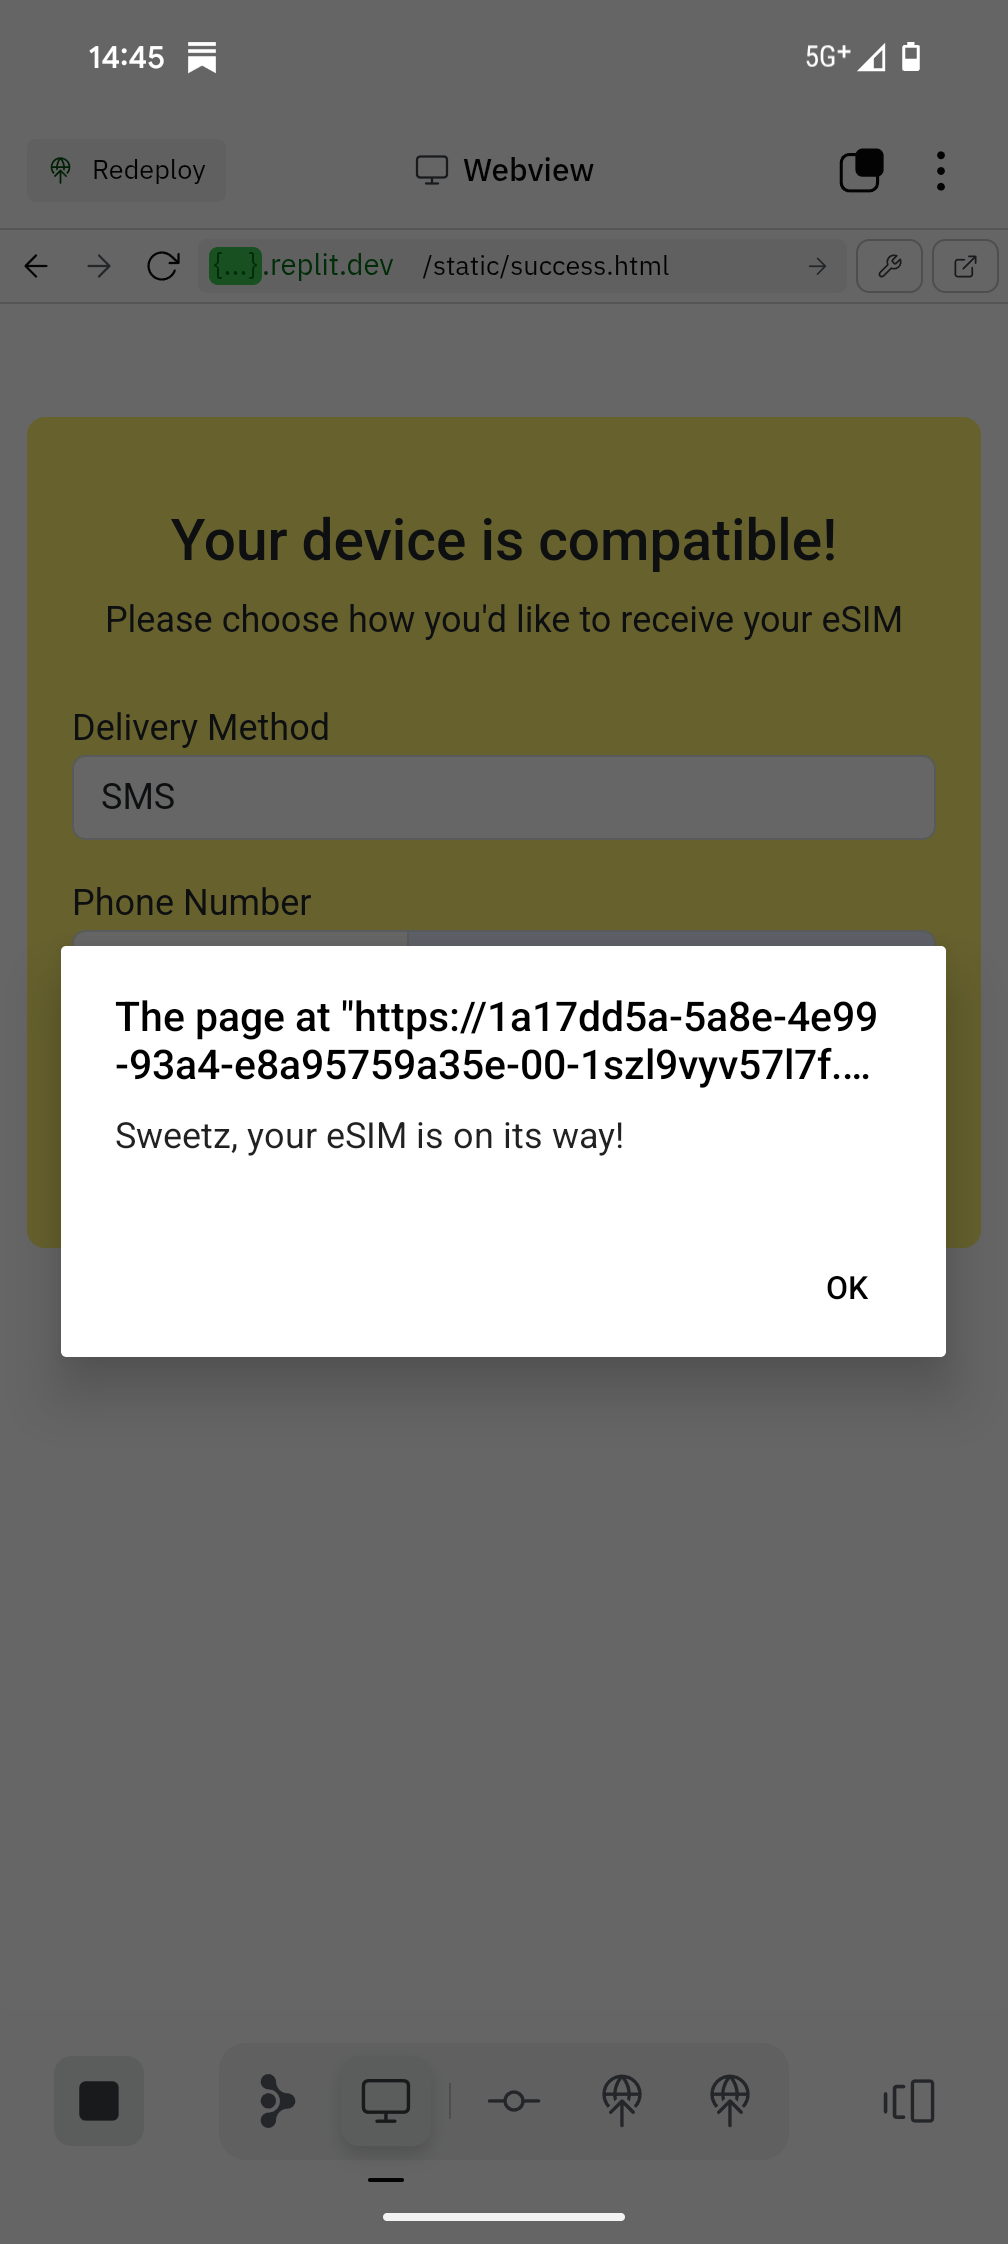 14:45
5G+
Redeploy
Webview
{...}.replit.dev /static/success.html
Your device is compatible!
Please choose how you'd like to receive your eSIM
Delivery Method
SMS
Phone Number
The page at "https://1a17dd5a-5a8e-4e99
-93a4-e8a95759a35e-00-1szl9vyv57l7f.…
Sweetz, your eSIM is on its way!
OK